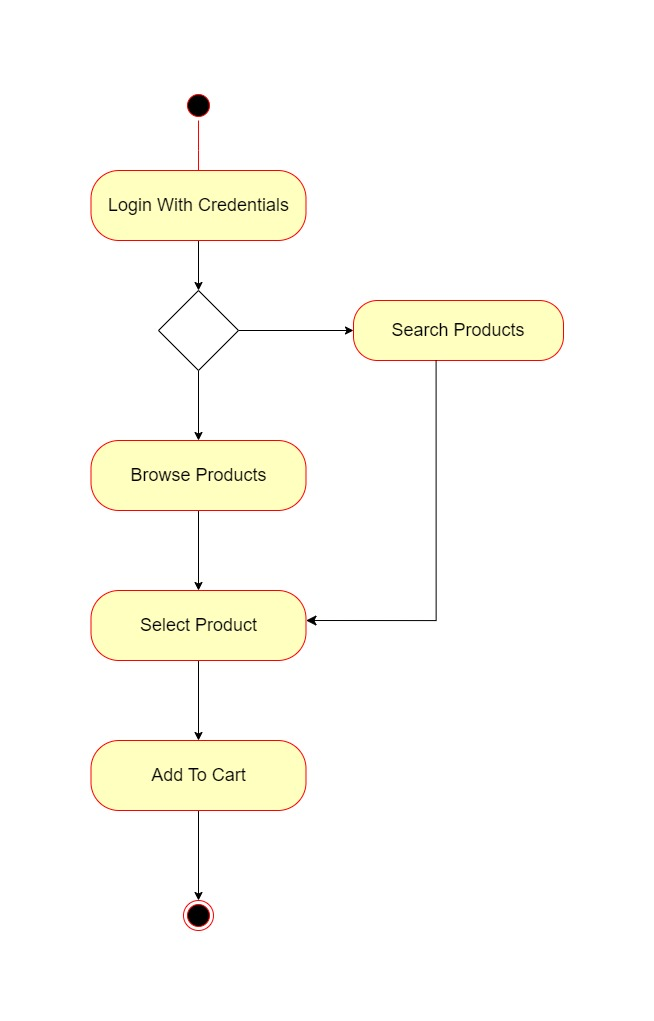 Login With Credentials
Search Products
Browse Products
Select Product
Add To Cart